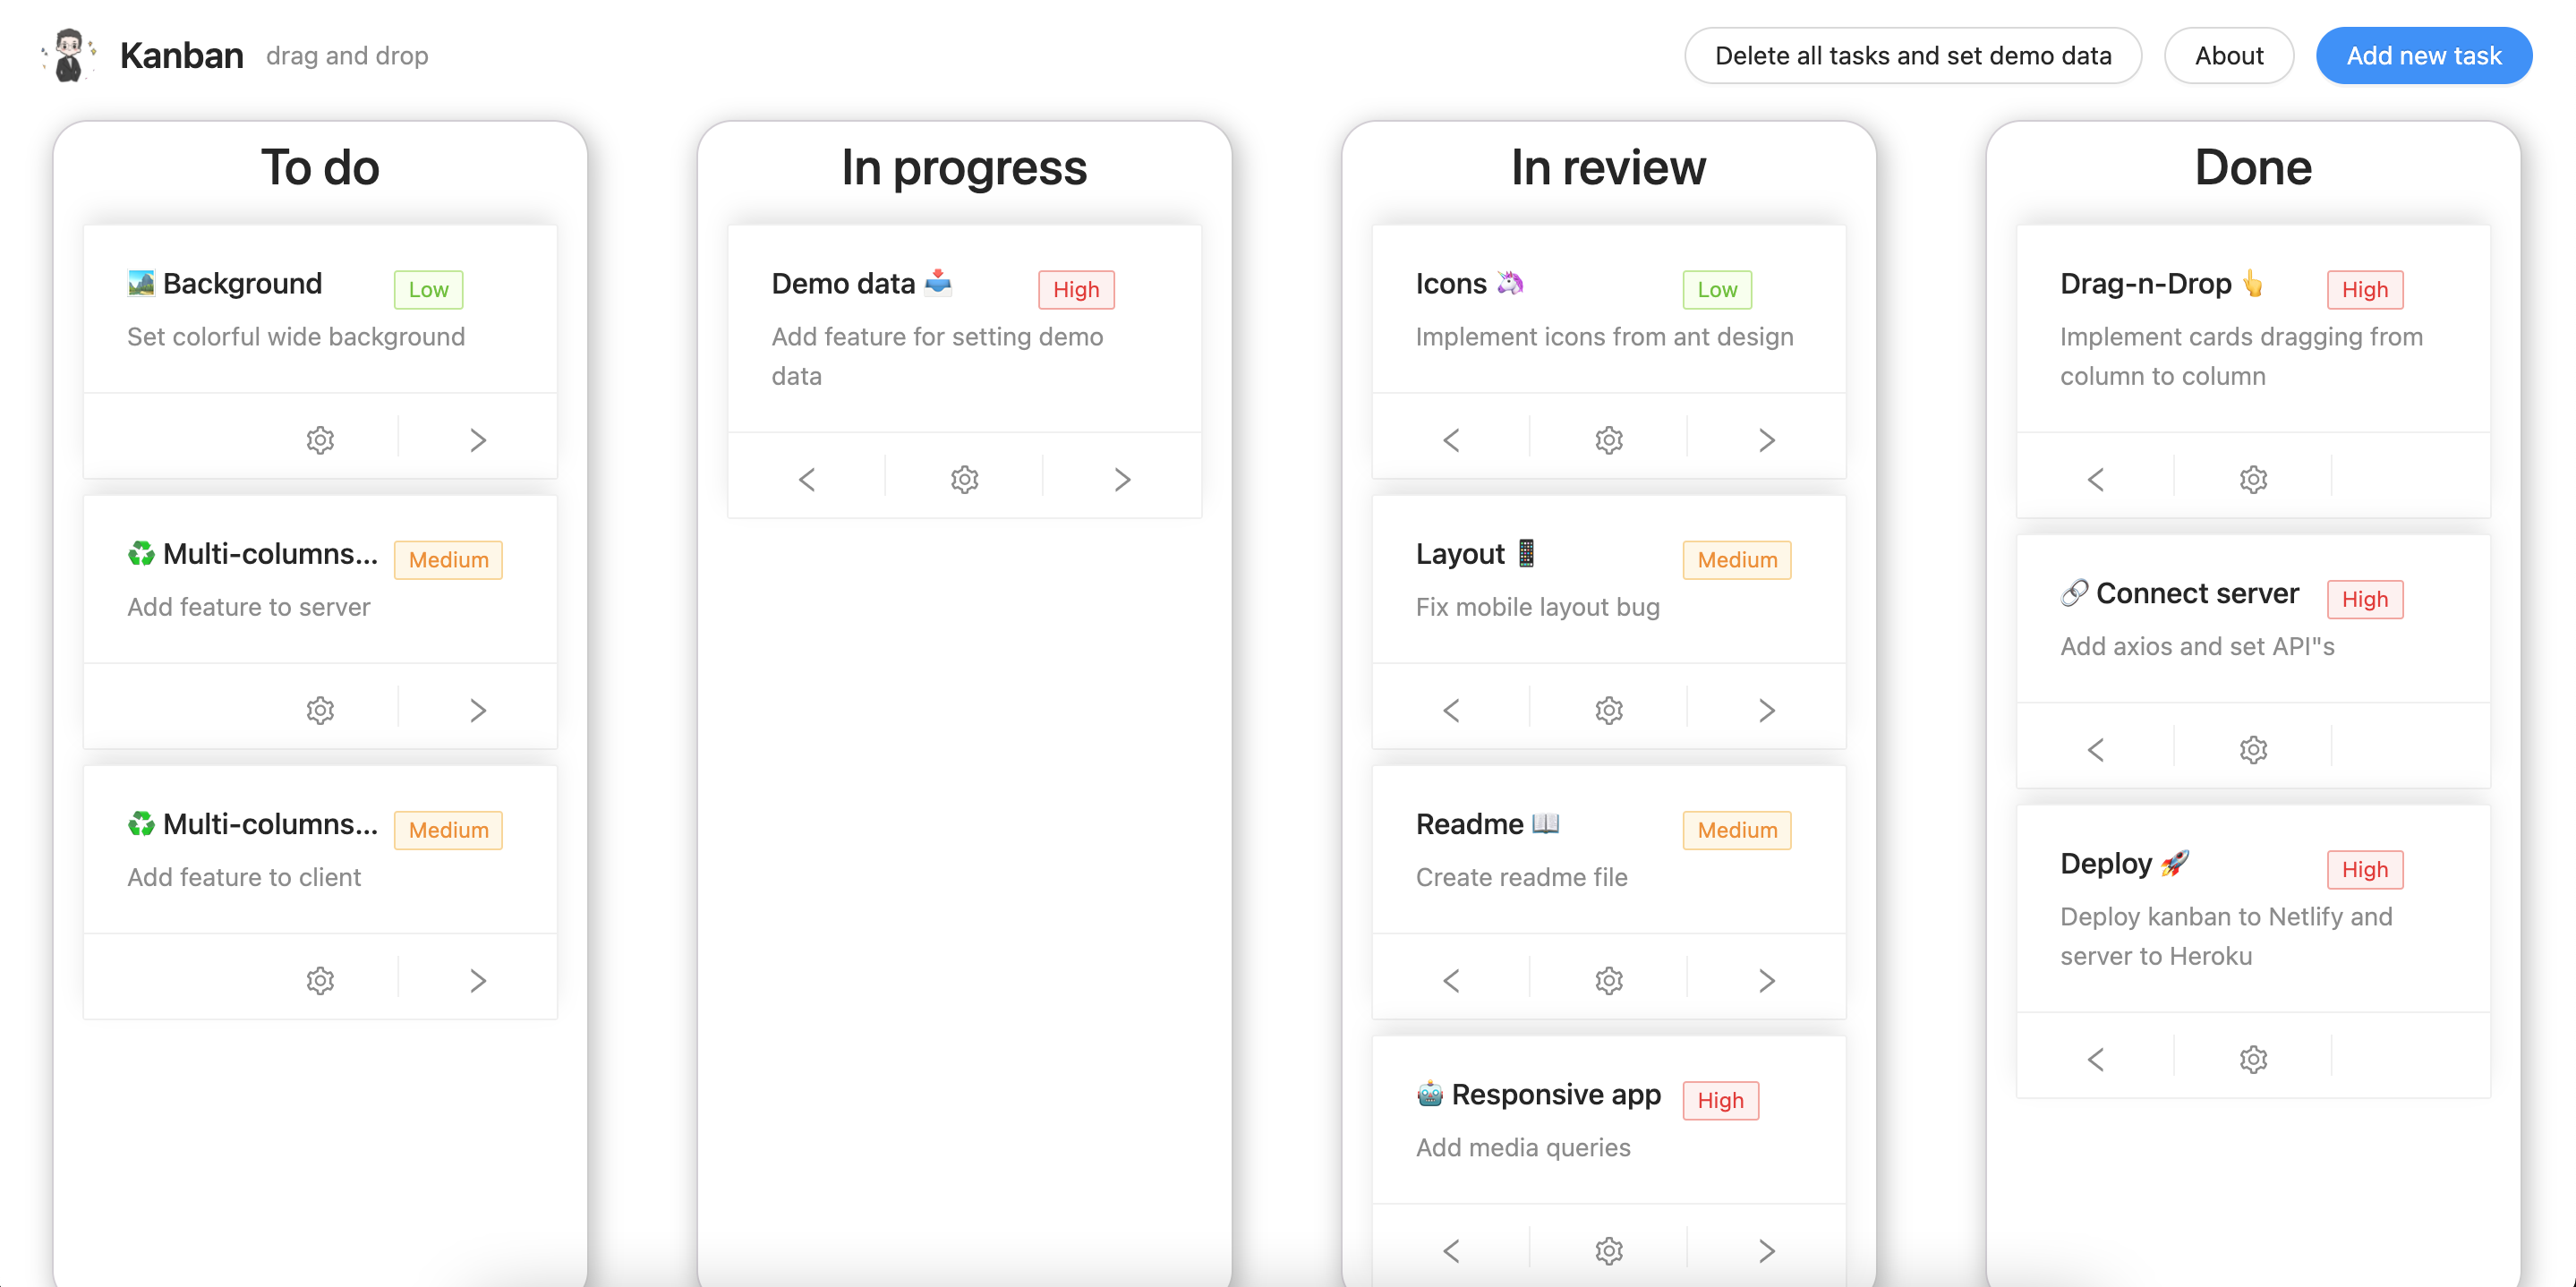 Kanban drag and drop
Delete all tasks and set demo data
About
Add new task
To do
Background Low
Set colorful wide background
Multi-columns... Medium
Add feature to server
Multi-columns... Medium
Add feature to client
In progress
Demo data High
Add feature for setting demo
data
In review
Icons Low
Implement icons from ant design
Layout Medium
Fix mobile layout bug
Readme Medium
Create readme file
Responsive app High
Add media queries
Done
Drag-n-Drop High
Implement cards dragging from
column to column
Connect server High
Add axios and set API"s
Deploy High
Deploy kanban to Netlify and
server to Heroku